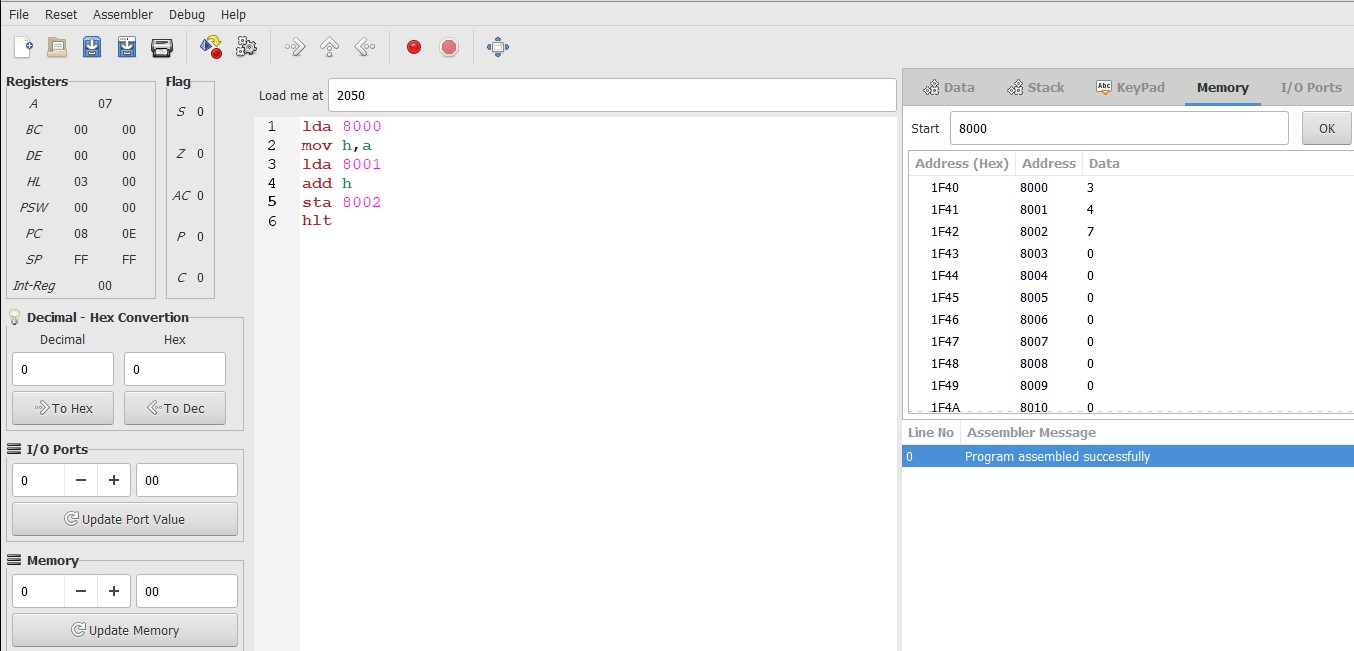 File Reset Assembler Debug Help
Registers
A 07
BC 00 00
DE 00 00
HL 03 00
PSW 00 00
PC 08 0E
SP FF FF
Int-Reg 00
Flag
S 0
Z 0
AC 0
P 0
C 0
Decimal - Hex Convertion
Decimal Hex
0 0
To Hex To Dec
I/O Ports
0 − + 00
Update Port Value
Memory
0 − + 00
Update Memory
Load me at 2050
1 lda 8000
2 mov h,a
3 lda 8001
4 add h
5 sta 8002
6 hlt
Data Stack Abc KeyPad Memory I/O Ports
Start 8000 OK
Address (Hex) Address Data
1F40 8000 3
1F41 8001 4
1F42 8002 7
1F43 8003 0
1F44 8004 0
1F45 8005 0
1F46 8006 0
1F47 8007 0
1F48 8008 0
1F49 8009 0
1F4A 8010 0
Line No Assembler Message
0 Program assembled successfully